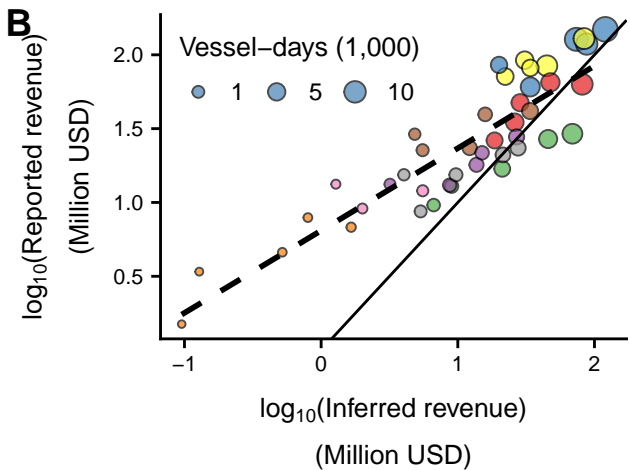 B
Vessel−days (1,000)
1 5 10
log10(Reported revenue)
(Million USD)
2.0
1.5
1.0
0.5
−1 0 1 2
log10(Inferred revenue)
(Million USD)